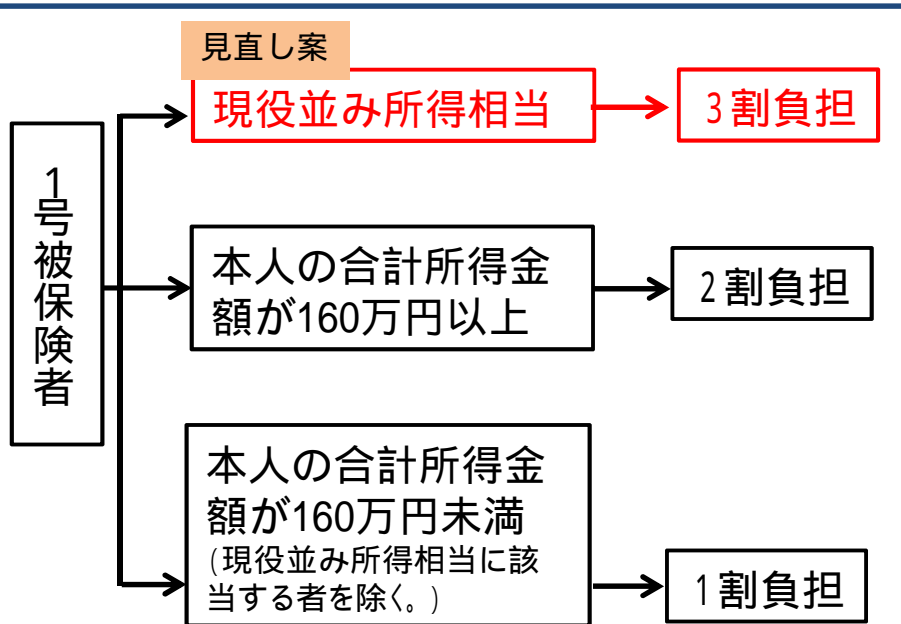 見直し案
現役並み所得相当
3割負担
1号被保険者
本人の合計所得金
額が160万円以上
2割負担
本人の合計所得金
額が160万円未満
(現役並み所得相当に該
当する者を除く。)
1割負担